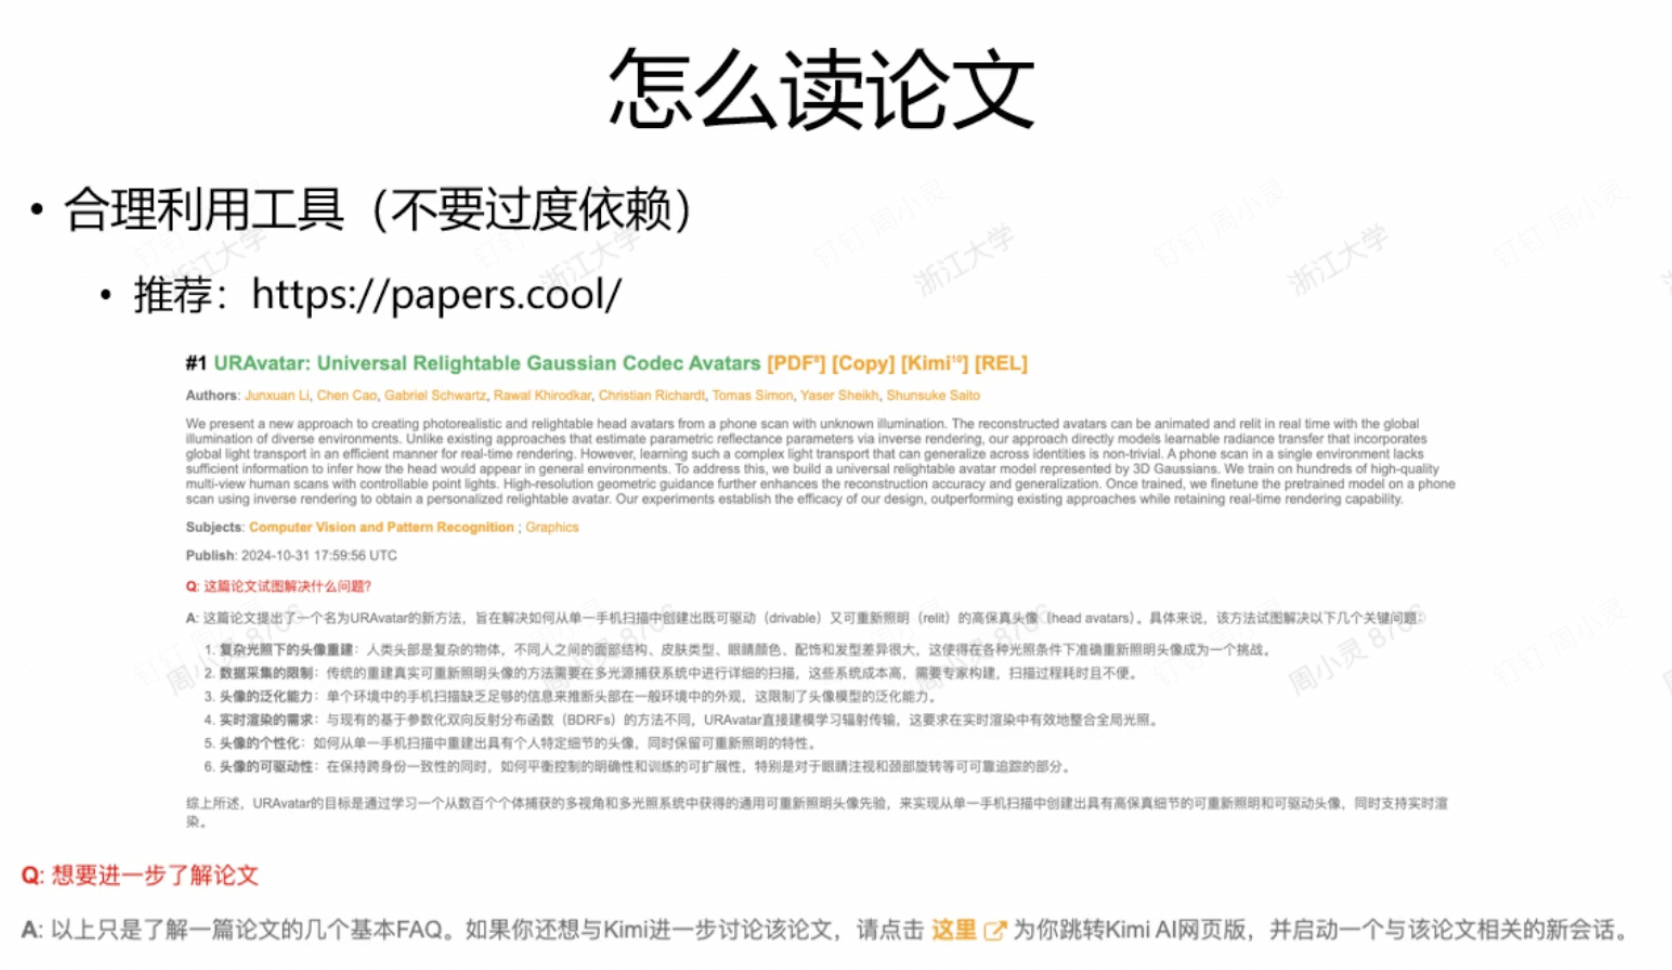 怎么读论文
• 合理利用工具（不要过度依赖）
• 推荐：https://papers.cool/
#1 URAvatar: Universal Relightable Gaussian Codec Avatars [PDF⁸] [Copy] [Kimi¹⁰] [REL]
Authors: Junxuan Li, Chen Cao, Gabriel Schwartz, Rawal Khirodkar, Christian Richardt, Tomas Simon, Yaser Sheikh, Shunsuke Saito
We present a new approach to creating photorealistic and relightable head avatars from a phone scan with unknown illumination. The reconstructed avatars can be animated and relit in real time with the global
illumination of diverse environments. Unlike existing approaches that estimate parametric reflectance parameters via inverse rendering, our approach directly models learnable radiance transfer that incorporates
global light transport in an efficient manner for real-time rendering. However, learning such a complex light transport that can generalize across identities is non-trivial. A phone scan in a single environment lacks
sufficient information to infer how the head would appear in general environments. To address this, we build a universal relightable avatar model represented by 3D Gaussians. We train on hundreds of high-quality
multi-view human scans with controllable point lights. High-resolution geometric guidance further enhances the reconstruction accuracy and generalization. Once trained, we finetune the pretrained model on a phone
scan using inverse rendering to obtain a personalized relightable avatar. Our experiments establish the efficacy of our design, outperforming existing approaches while retaining real-time rendering capability.
Subjects: Computer Vision and Pattern Recognition ; Graphics
Publish: 2024-10-31 17:59:56 UTC
Q: 这篇论文试图解决什么问题?
A: 这篇论文提出了一个名为URAvatar的新方法，旨在解决如何从单一手机扫描中创建出既可驱动（drivable）又可重新照明（relit）的高保真头像（head avatars）。具体来说，该方法试图解决以下几个关键问题：
1. 复杂光照下的头像重建：人类头部是复杂的物体，不同人之间的面部结构、皮肤类型、眼睛颜色、配饰和发型差异很大，这使得在各种光照条件下准确重新照明头像成为一个挑战。
2. 数据采集的限制：传统的重建真实可重新照明头像的方法需要在多光源捕获系统中进行详细的扫描，这些系统成本高，需要专家构建，扫描过程耗时且不便。
3. 头像的泛化能力：单个环境中的手机扫描缺乏足够的信息来推断头部在一般环境中的外观，这限制了头像模型的泛化能力。
4. 实时渲染的需求：与现有的基于参数化双向反射分布函数（BDRFs）的方法不同，URAvatar直接建模学习辐射传输，这要求在实时渲染中有效地整合全局光照。
5. 头像的个性化：如何从单一手机扫描中重建出具有个人特定细节的头像，同时保留可重新照明的特性。
6. 头像的可驱动性：在保持跨身份一致性的同时，如何平衡控制的明确性和训练的可扩展性，特别是对于眼睛注视和颈部旋转等可可靠追踪的部分。
综上所述，URAvatar的目标是通过学习一个从数百个个体捕获的多视角和多光照系统中获得的通用可重新照明头像先验，来实现从单一手机扫描中创建出具有高保真细节的可重新照明和可驱动头像，同时支持实时渲
染。
Q: 想要进一步了解论文
A: 以上只是了解一篇论文的几个基本FAQ。如果你还想与Kimi进一步讨论该论文，请点击 这里 为你跳转Kimi AI网页版，并启动一个与该论文相关的新会话。
钉钉 周小灵
浙江大学
周小灵 8766